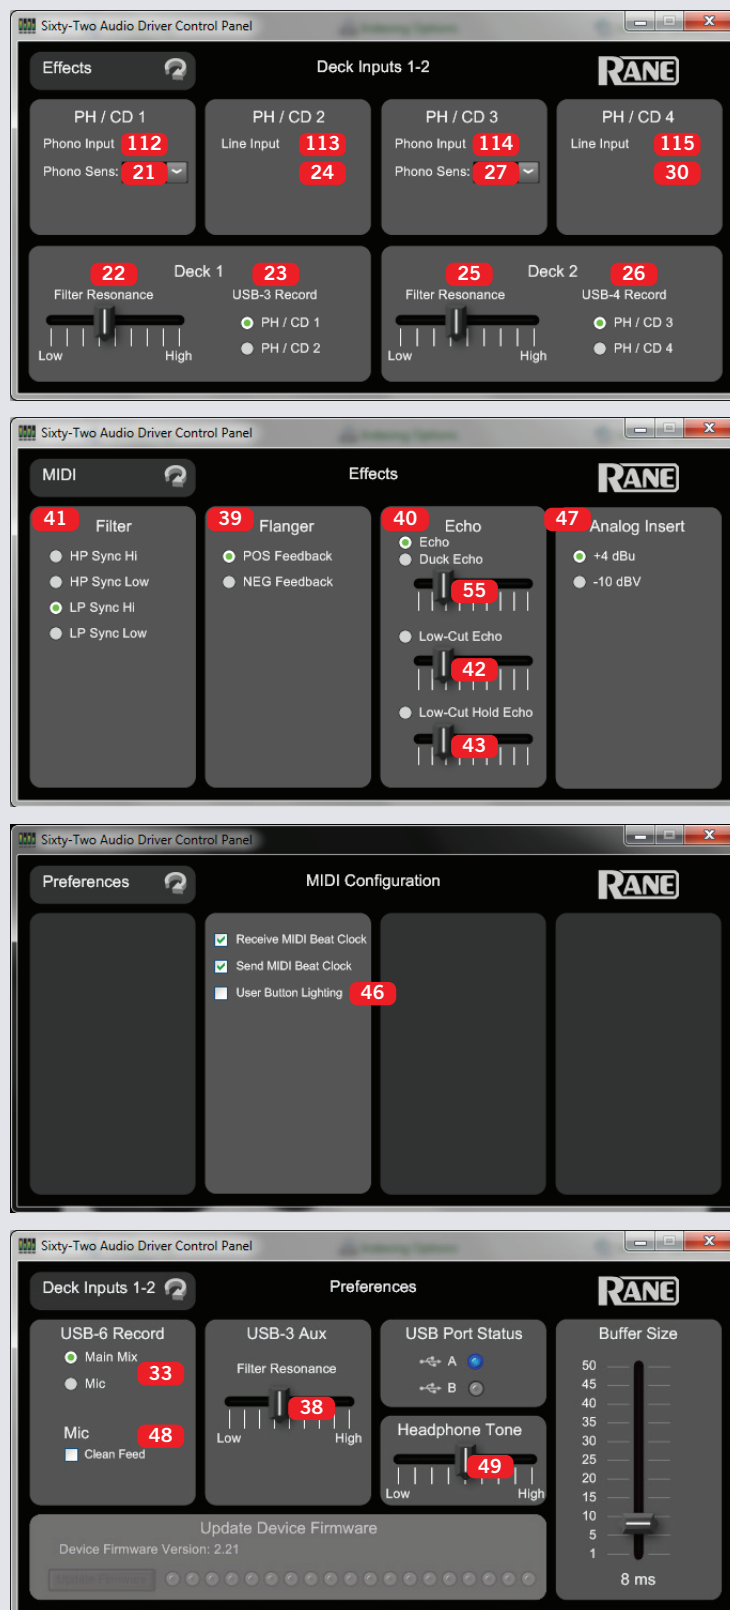 Sixty-Two Audio Driver Control Panel
Effects
Deck Inputs 1-2
RANE
PH / CD 1
Phono Input 112
Phono Sens: 21
PH / CD 2
Line Input 113
24
PH / CD 3
Phono Input 114
Phono Sens: 27
PH / CD 4
Line Input 115
30
22 Deck 1 23
Filter Resonance USB-3 Record
PH / CD 1
PH / CD 2
Low High
25 Deck 2 26
Filter Resonance USB-4 Record
PH / CD 3
PH / CD 4
Low High
Sixty-Two Audio Driver Control Panel
MIDI
Effects
RANE
41 Filter
HP Sync Hi
HP Sync Low
LP Sync Hi
LP Sync Low
39 Flanger
POS Feedback
NEG Feedback
40 Echo
Echo
Duck Echo
55
Low-Cut Echo
42
Low-Cut Hold Echo
43
47 Analog Insert
+4 dBu
-10 dBV
Sixty-Two Audio Driver Control Panel
Preferences
MIDI Configuration
RANE
Receive MIDI Beat Clock
Send MIDI Beat Clock
User Button Lighting 46
Sixty-Two Audio Driver Control Panel
Deck Inputs 1-2
Preferences
RANE
USB-6 Record
Main Mix
33
Mic
Mic 48
Clean Feed
USB-3 Aux
Filter Resonance
38
Low High
USB Port Status
A
B
Headphone Tone
49
Low High
Buffer Size
50
45
40
35
30
25
20
15
10
5
1
8 ms
Update Device Firmware
Device Firmware Version: 2.21
Update Firmware